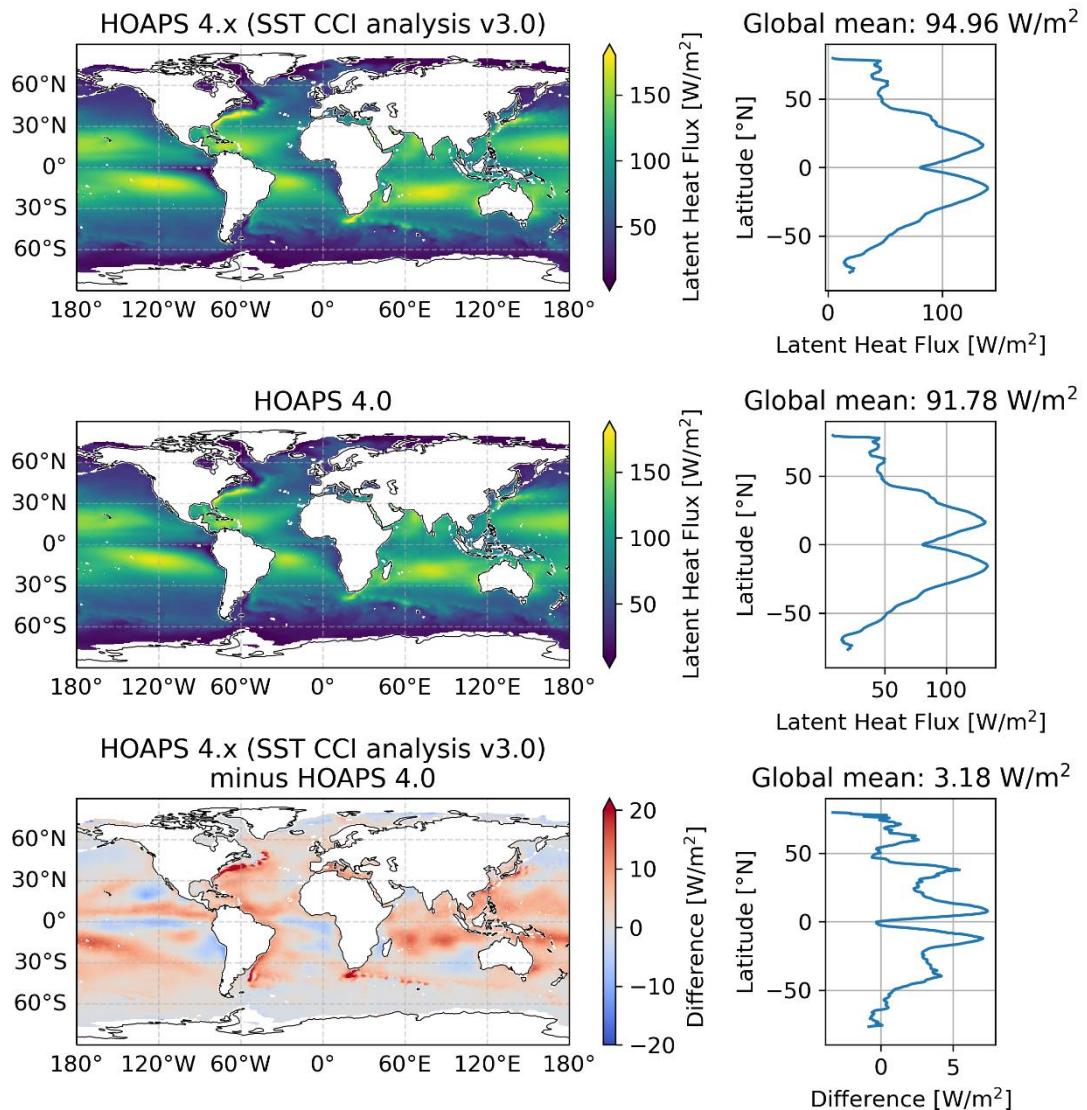 HOAPS 4.x (SST CCI analysis v3.0)
60°N
30°N
0°
30°S
60°S
180° 120°W 60°W 0° 60°E 120°E 180°
150
100
50
Latent Heat Flux [W/m²]
Global mean: 94.96 W/m²
50
0
−50
Latitude [°N]
0 100
Latent Heat Flux [W/m²]
HOAPS 4.0
60°N
30°N
0°
30°S
60°S
180° 120°W 60°W 0° 60°E 120°E 180°
150
100
50
Latent Heat Flux [W/m²]
Global mean: 91.78 W/m²
50
0
−50
Latitude [°N]
50 100
Latent Heat Flux [W/m²]
HOAPS 4.x (SST CCI analysis v3.0)
minus HOAPS 4.0
60°N
30°N
0°
30°S
60°S
180° 120°W 60°W 0° 60°E 120°E 180°
20
10
0
−10
−20
Difference [W/m²]
Global mean: 3.18 W/m²
50
0
−50
Latitude [°N]
0 5
Difference [W/m²]